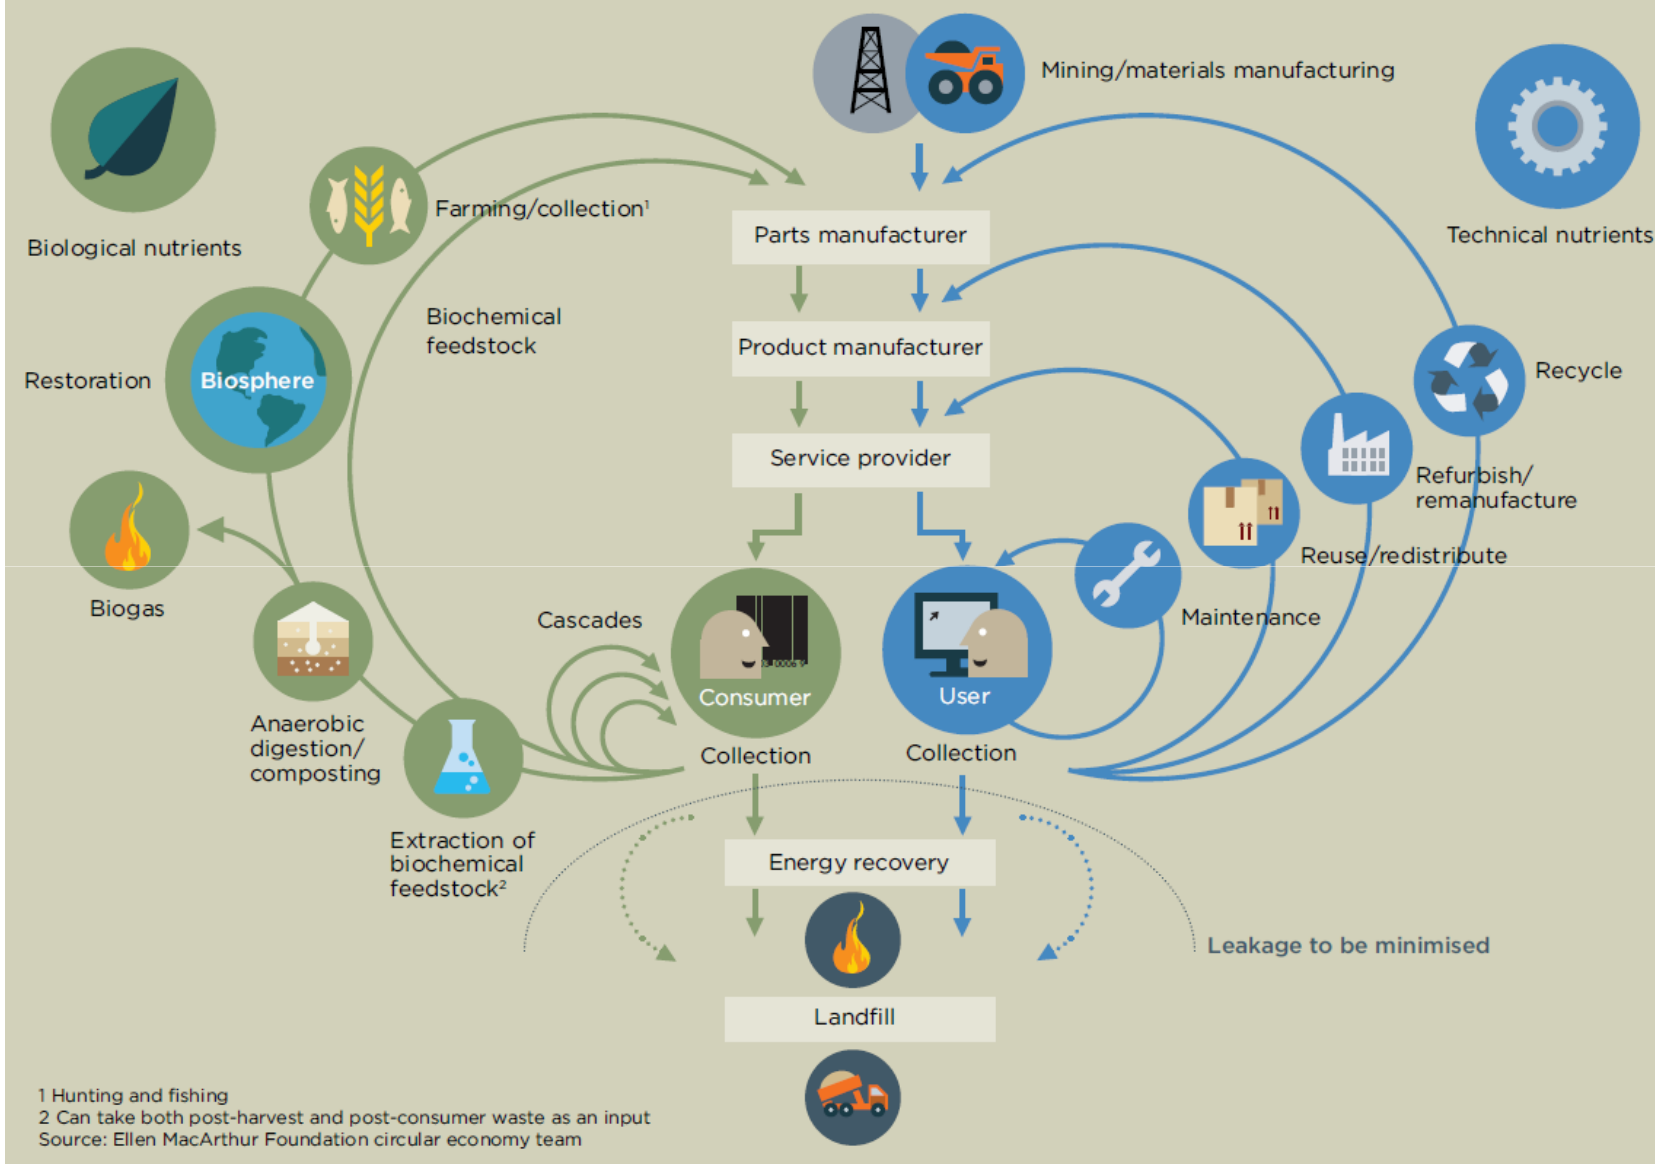 Mining/materials manufacturing
Biological nutrients
Technical nutrients
Farming/collection¹
Parts manufacturer
Biochemical
feedstock
Product manufacturer
Restoration
Biosphere
Recycle
Service provider
Refurbish/
remanufacture
Reuse/redistribute
Biogas
Cascades
Maintenance
Consumer
User
Anaerobic
digestion/
composting
Collection
Collection
Extraction of
biochemical
feedstock²
Energy recovery
Leakage to be minimised
Landfill
1 Hunting and fishing
2 Can take both post-harvest and post-consumer waste as an input
Source: Ellen MacArthur Foundation circular economy team